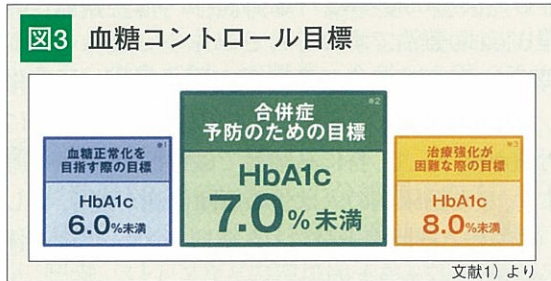 図3 血糖コントロール目標
血糖正常化を※1
目指す際の目標
HbA1c
6.0%未満
合併症※2
予防のための目標
HbA1c
7.0%未満
治療強化が※3
困難な際の目標
HbA1c
8.0%未満
文献1）より